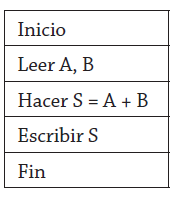 Inicio
Leer A, B
Hacer S = A + B
Escribir S
Fin